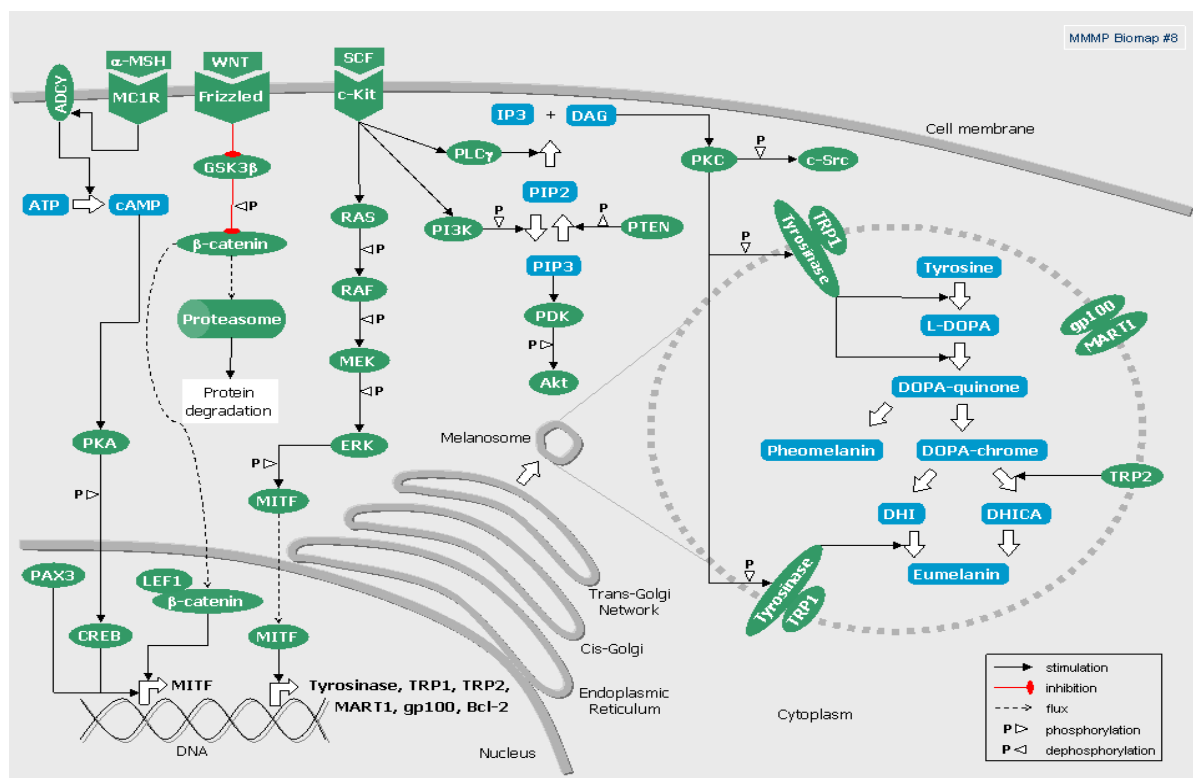 MMMP Biomap #8
α-MSH
WNT
SCF
ADCY
MC1R
Frizzled
c-Kit
IP3 + DAG
Cell membrane
PLCγ
PKC
P
c-Src
GSK3β
ATP
cAMP
P
PIP2
RAS
PI3K
P
P
PTEN
TRP1
Tyrosinase
β-catenin
P
P
PIP3
Tyrosine
RAF
Proteasome
PDK
L-DOPA
gp100
MART1
P
P
MEK
Akt
Protein
degradation
P
DOPA-quinone
PKA
ERK
Melanosome
Pheomelanin
DOPA-chrome
P
P
MITF
TRP2
DHI
DHICA
PAX3
LEF1
β-catenin
P
Tyrosinase
TRP1
Eumelanin
Trans-Golgi
Network
CREB
MITF
Cis-Golgi
MITF
Tyrosinase, TRP1, TRP2,
MART1, gp100, Bcl-2
Endoplasmic
Reticulum
Cytoplasm
DNA
Nucleus
stimulation
inhibition
flux
P phosphorylation
P dephosphorylation